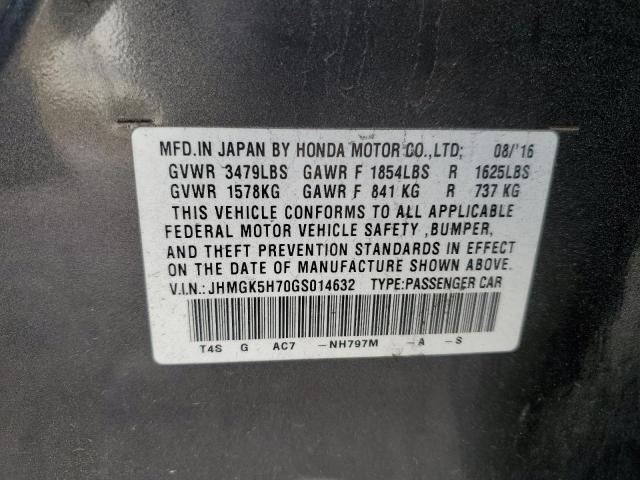 MFD.IN JAPAN BY HONDA MOTOR CO.,LTD; 08/'16
GVWR 3479LBS GAWR F 1854LBS R 1625LBS
GVWR 1578KG GAWR F 841 KG R 737 KG
THIS VEHICLE CONFORMS TO ALL APPLICABLE
FEDERAL MOTOR VEHICLE SAFETY ,BUMPER,
AND THEFT PREVENTION STANDARDS IN EFFECT
ON THE DATE OF MANUFACTURE SHOWN ABOVE.
V.I.N.: JHMGK5H70GS014632 TYPE:PASSENGER CAR
T4S G AC7 -NH797M -A -S